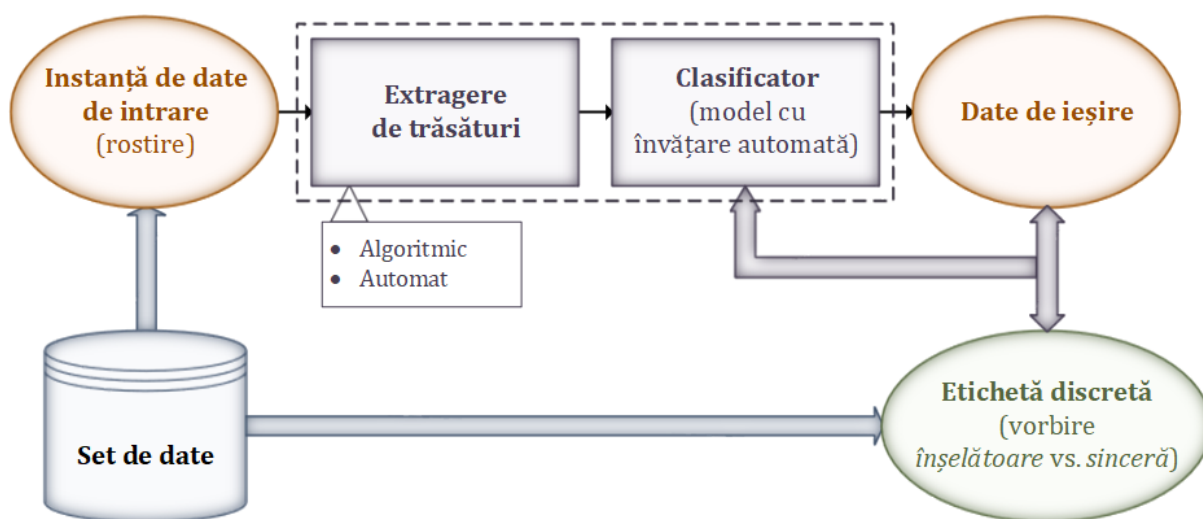 Instanță de date
de intrare
(rostire)
Extragere
de trăsături
Clasificator
(model cu
învățare automată)
Date de ieșire
• Algoritmic
• Automat
Set de date
Etichetă discretă
(vorbire
înșelătoare vs. sinceră)